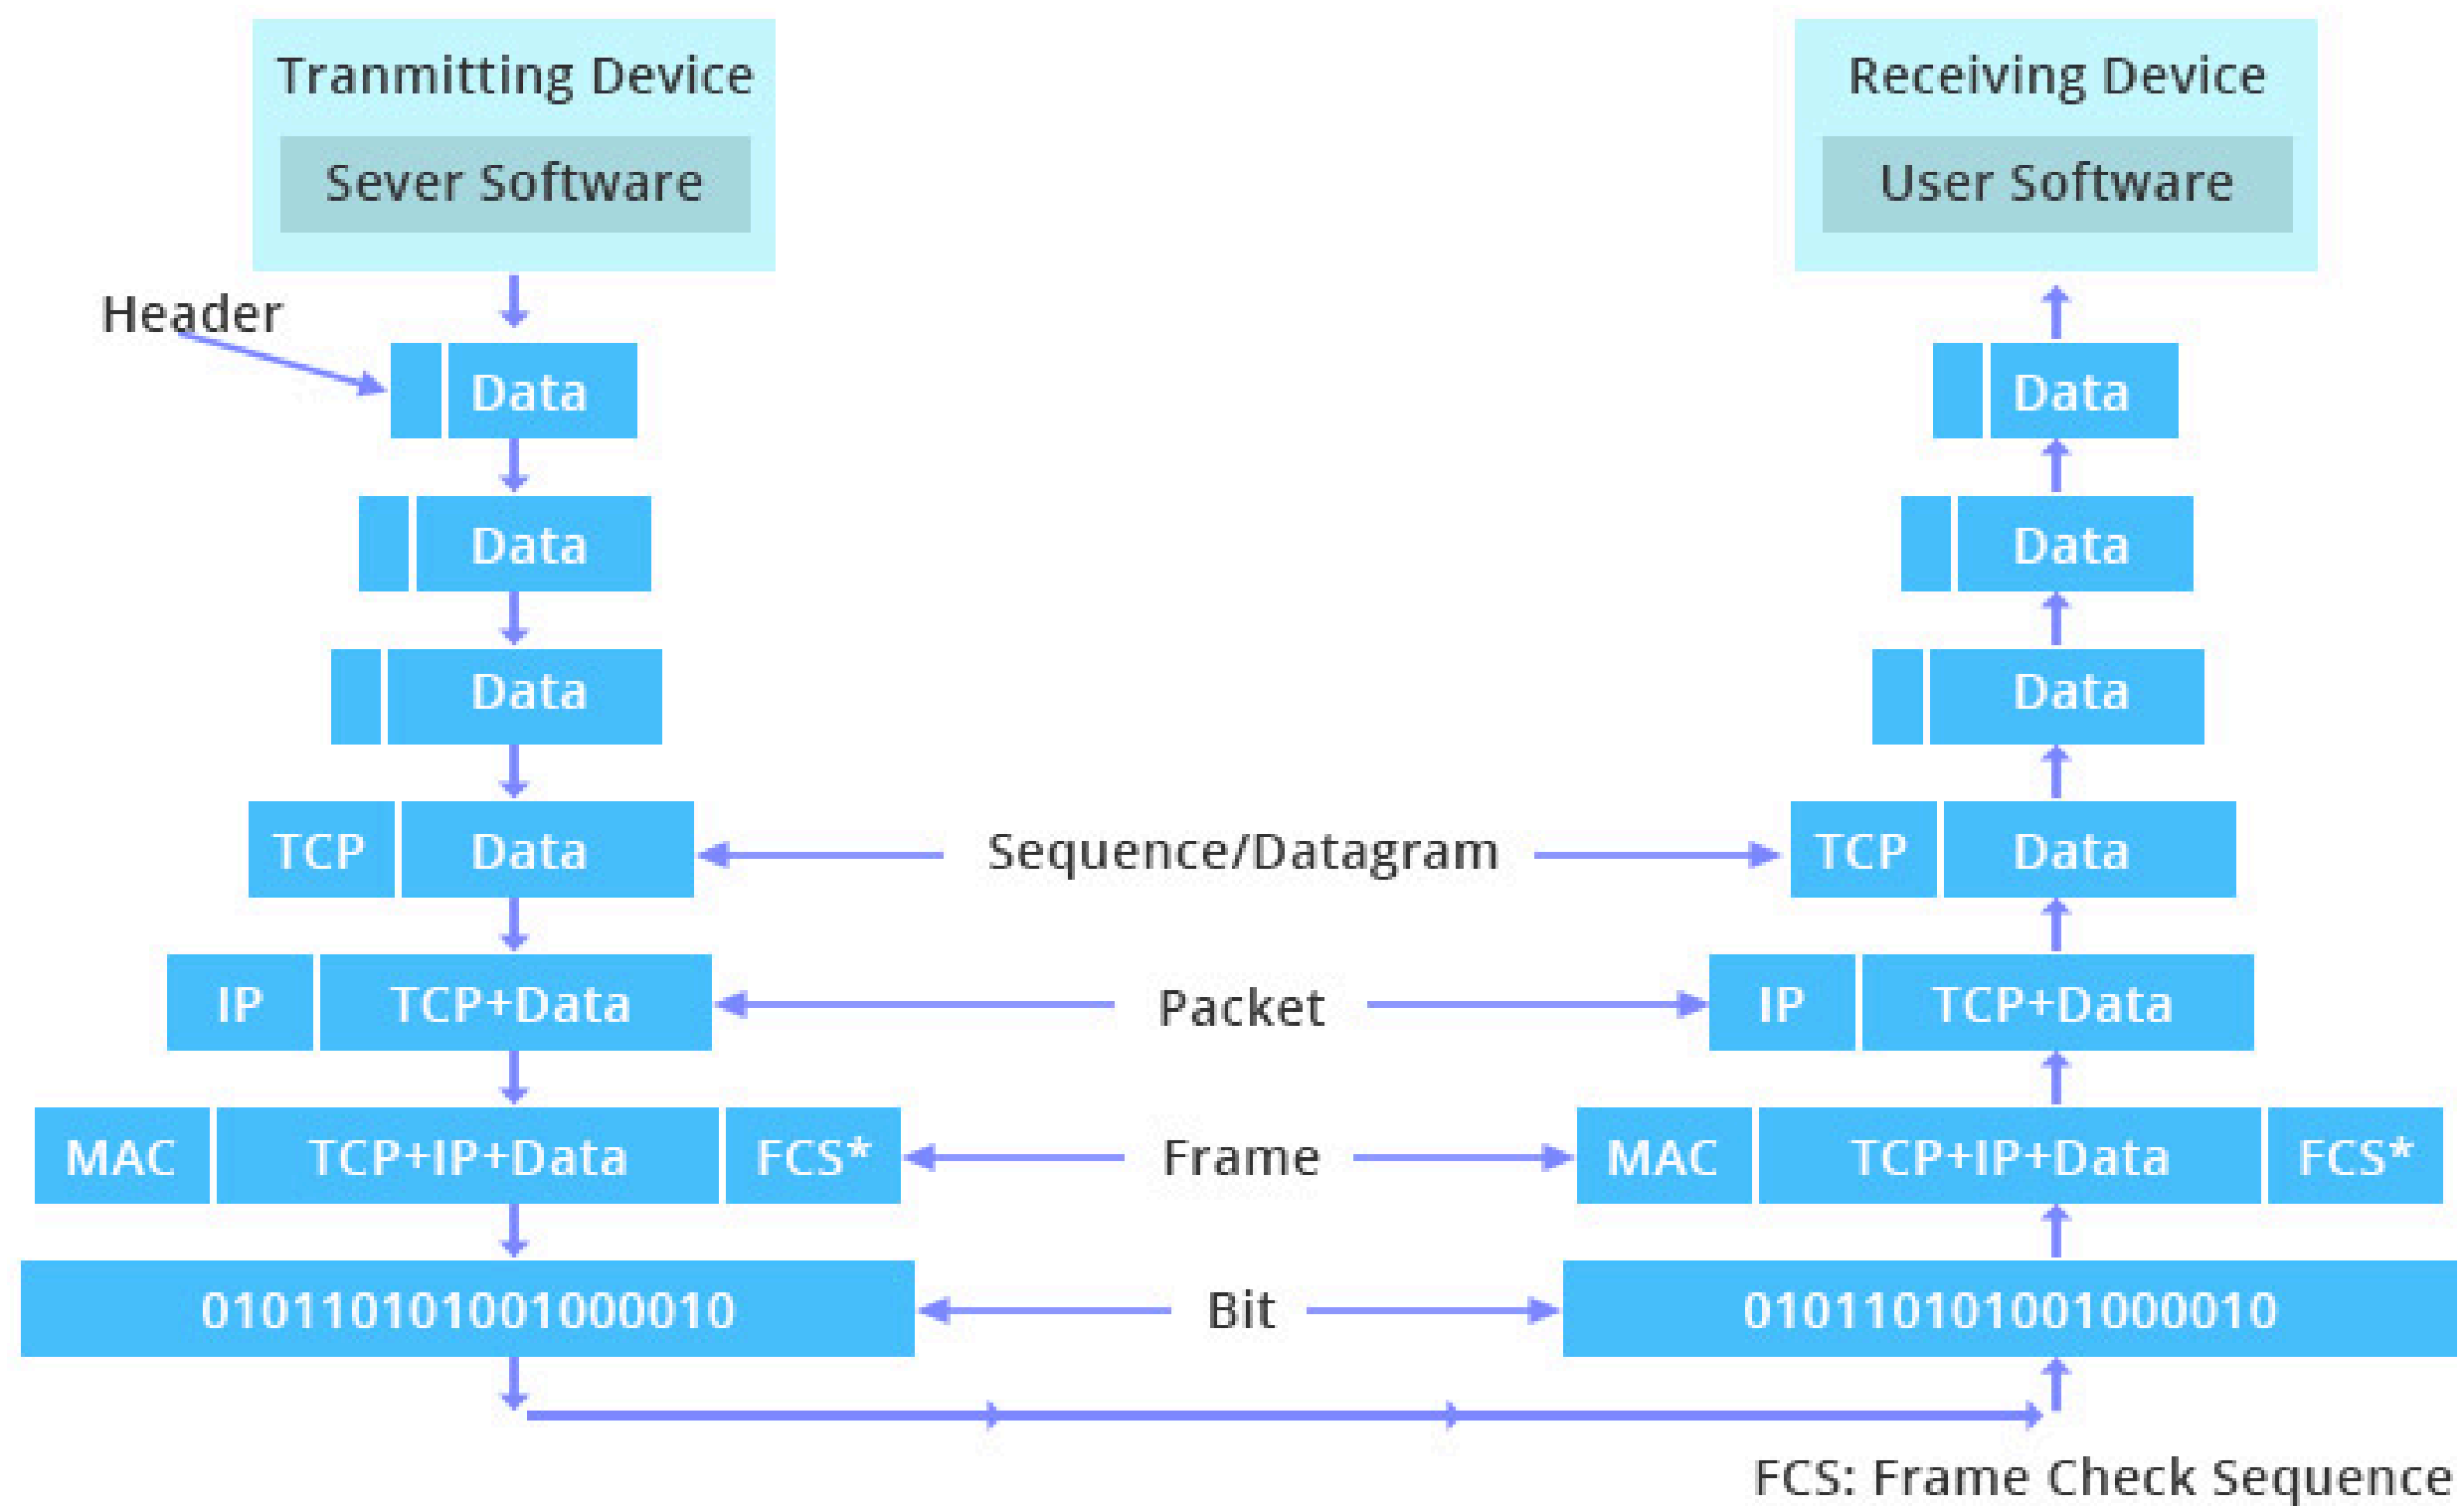 Tranmitting Device
Receiving Device
Sever Software
User Software
Header
Data
Data
Data
Data
Data
Data
TCP
Data
Sequence/Datagram
TCP
Data
IP
TCP+Data
Packet
IP
TCP+Data
MAC
TCP+IP+Data
FCS*
Frame
MAC
TCP+IP+Data
FCS*
010110101001000010
Bit
010110101001000010
FCS: Frame Check Sequence